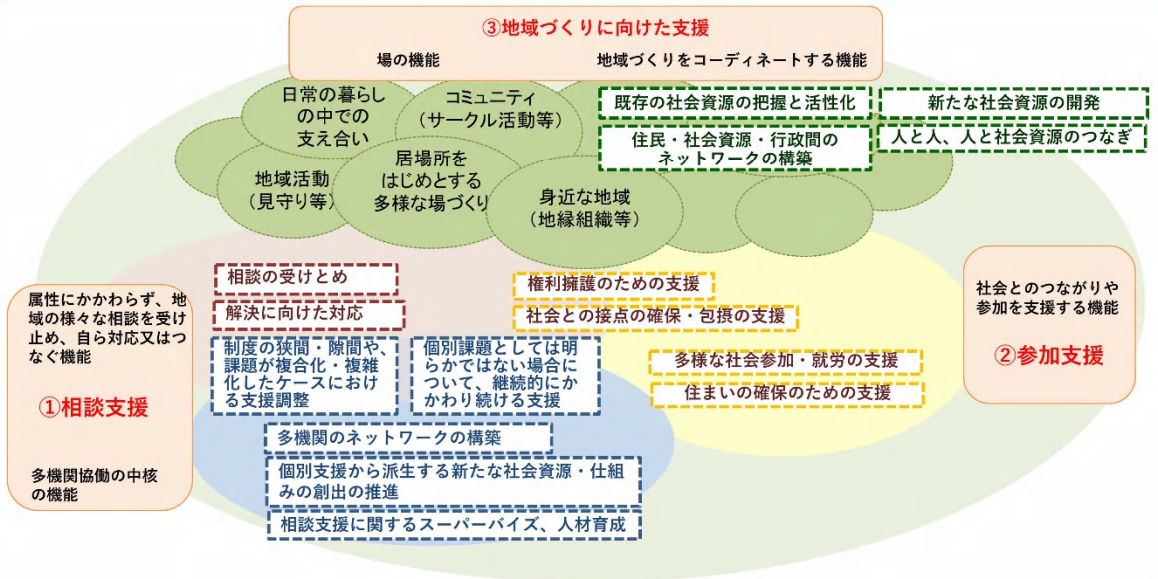 ③地域づくりに向けた支援
場の機能
地域づくりをコーディネートする機能
日常の暮らし
の中での
支え合い
コミュニティ
(サークル活動等)
既存の社会資源の把握と活性化
新たな社会資源の開発
住民・社会資源・行政間の
ネットワークの構築
人と人、人と社会資源のつなぎ
地域活動
(見守り等)
居場所を
はじめとする
多様な場づくり
身近な地域
(地縁組織等)
属性にかかわらず、地
域の様々な相談を受け
止め、自ら対応又はつ
なぐ機能
①相談支援
多機関協働の中核
の機能
相談の受けとめ
解決に向けた対応
制度の狭間・隙間や、
課題が複合化・複雑
化したケースにおけ
る支援調整
個別課題としては明
らかではない場合に
ついて、継続的にか
かわり続ける支援
多機関のネットワークの構築
個別支援から派生する新たな社会資源・仕組
みの創出の推進
相談支援に関するスーパーバイズ、人材育成
権利擁護のための支援
社会との接点の確保・包摂の支援
多様な社会参加・就労の支援
住まいの確保のための支援
社会とのつながりや
参加を支援する機能
②参加支援